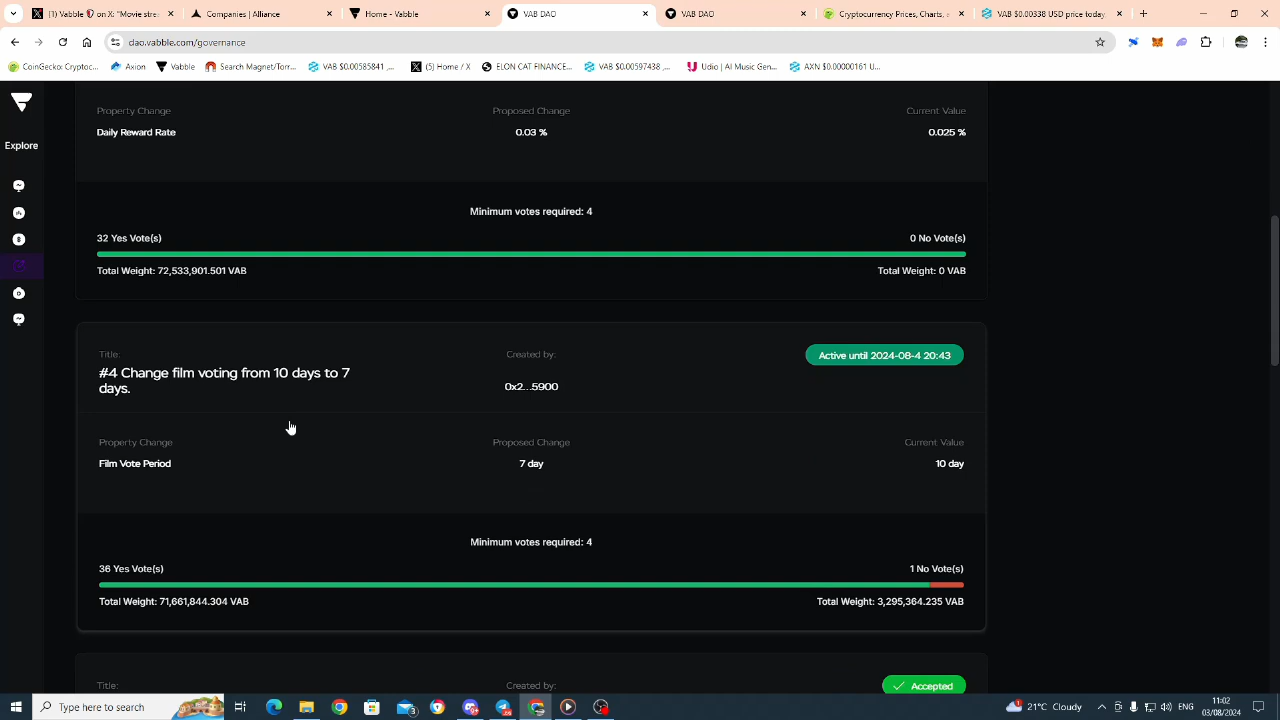 (1) Vabble on X
Coming | Alliance
Home - Vabble
VAB DAO
VAB DAO
Cryptocurrency Prices, Charts,
VAB $0.00338 USD price today,
dao.vabble.com/governance
CoinGecko Cryptoc...
Axion
Vabble
Search Magnet/Torr...
VAB $0.00585841 ,...
(5) Home / X
ELON CAT FINANCE...
VAB $0.00597438 ,...
Udio | AI Music Gen...
AXN $0.00000161 U...
Explore
Property Change
Proposed Change
Current Value
Daily Reward Rate
0.03 %
0.025 %
Minimum votes required: 4
32 Yes Vote(s)
0 No Vote(s)
Total Weight: 72,533,901.501 VAB
Total Weight: 0 VAB
Title:
Created by:
Active until 2024-08-4 20:43
#4 Change film voting from 10 days to 7
days.
0x2...5900
Property Change
Proposed Change
Current Value
Film Vote Period
7 day
10 day
Minimum votes required: 4
36 Yes Vote(s)
1 No Vote(s)
Total Weight: 71,661,844.304 VAB
Total Weight: 3,295,364.235 VAB
Title:
Created by:
Accepted
Type here to search
21°C Cloudy
ENG
11:02
03/08/2024